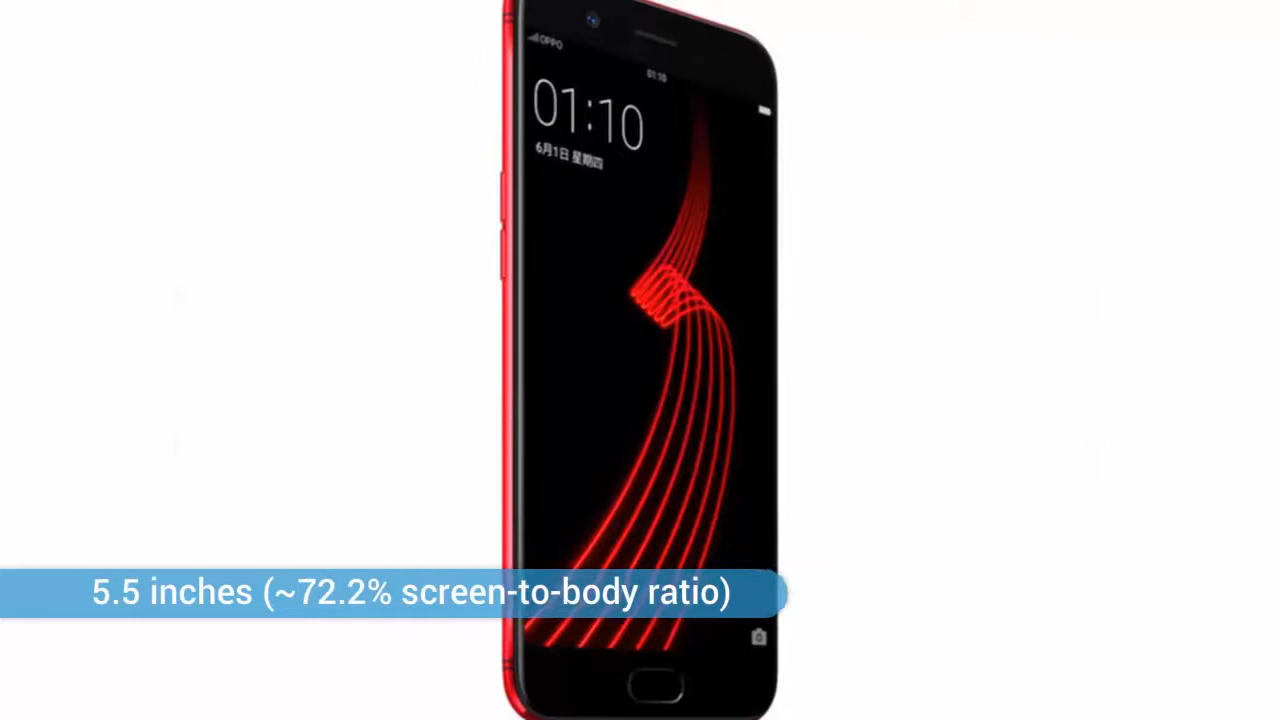 OPPO
01:10
01:10
6月1日 星期四
5.5 inches (~72.2% screen-to-body ratio)